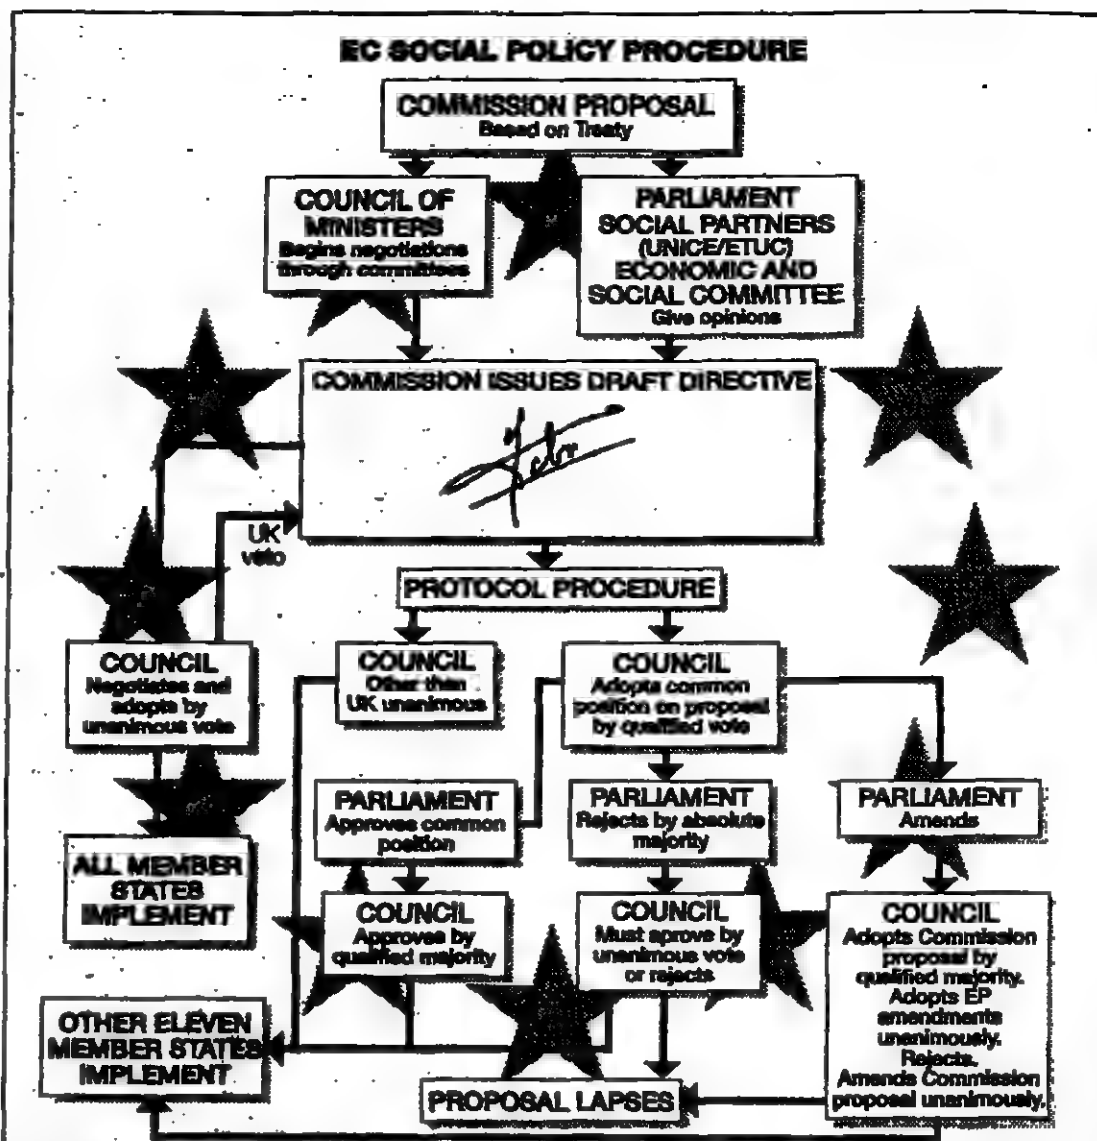 EC SOCIAL POLICY PROCEDURE
COMMISSION PROPOSAL
Based on Treaty
COUNCIL OF
MINISTERS
Begins negotiations
through committees
PARLIAMENT
SOCIAL PARTNERS
(UNICE/ETUC)
ECONOMIC AND
SOCIAL COMMITTEE
Give opinions
COMMISSION ISSUES DRAFT DIRECTIVE
UK
veto
PROTOCOL PROCEDURE
COUNCIL
Negotiates and
adopts by
unanimous vote
COUNCIL
Other than
UK unanimous
COUNCIL
Adopts common
position on proposal
by qualified vote
PARLIAMENT
Approves common
position
PARLIAMENT
Rejects by absolute
majority
PARLIAMENT
Amends
ALL MEMBER
STATES
IMPLEMENT
COUNCIL
Approves by
qualified majority
COUNCIL
Must aprove by
unanimous vote
or rejects
COUNCIL
Adopts Commission
proposal by
qualified majority.
Adopts EP
amendments
unanimously.
Rejects.
Amends Commission
proposal unanimously.
OTHER ELEVEN
MEMBER STATES
IMPLEMENT
PROPOSAL LAPSES